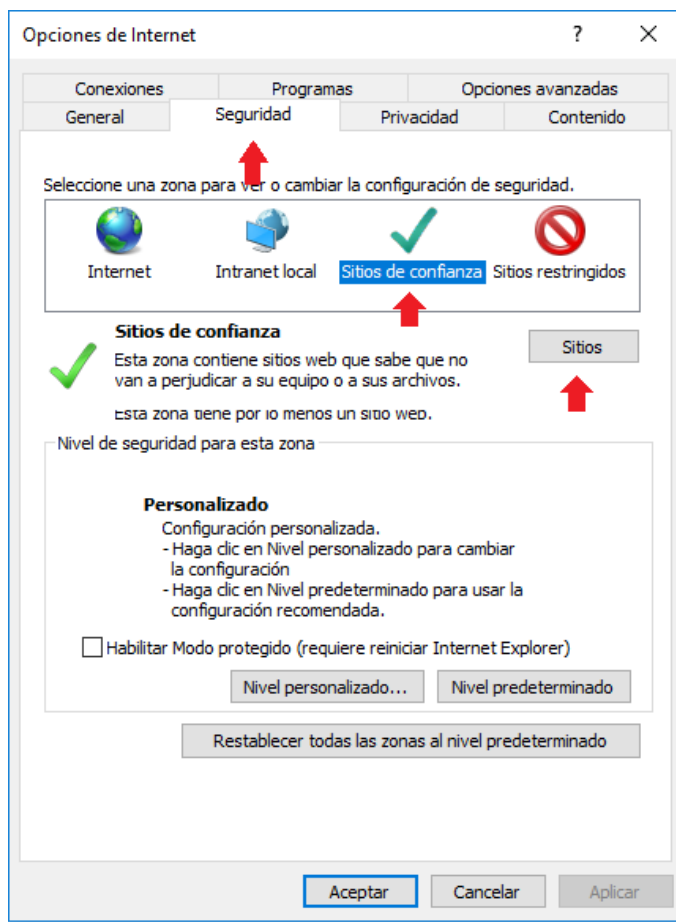 Opciones de Internet
?
Conexiones Programas Opciones avanzadas
General Seguridad Privacidad Contenido
Seleccione una zona para ver o cambiar la configuración de seguridad.
Internet Intranet local Sitios de confianza Sitios restringidos
Sitios de confianza
Sitios
Esta zona contiene sitios web que sabe que no
van a perjudicar a su equipo o a sus archivos.
Esta zona tiene por lo menos un sitio web.
Nivel de seguridad para esta zona
Personalizado
Configuración personalizada.
- Haga clic en Nivel personalizado para cambiar
la configuración
- Haga clic en Nivel predeterminado para usar la
configuración recomendada.
Habilitar Modo protegido (requiere reiniciar Internet Explorer)
Nivel personalizado... Nivel predeterminado
Restablecer todas las zonas al nivel predeterminado
Aceptar Cancelar Aplicar